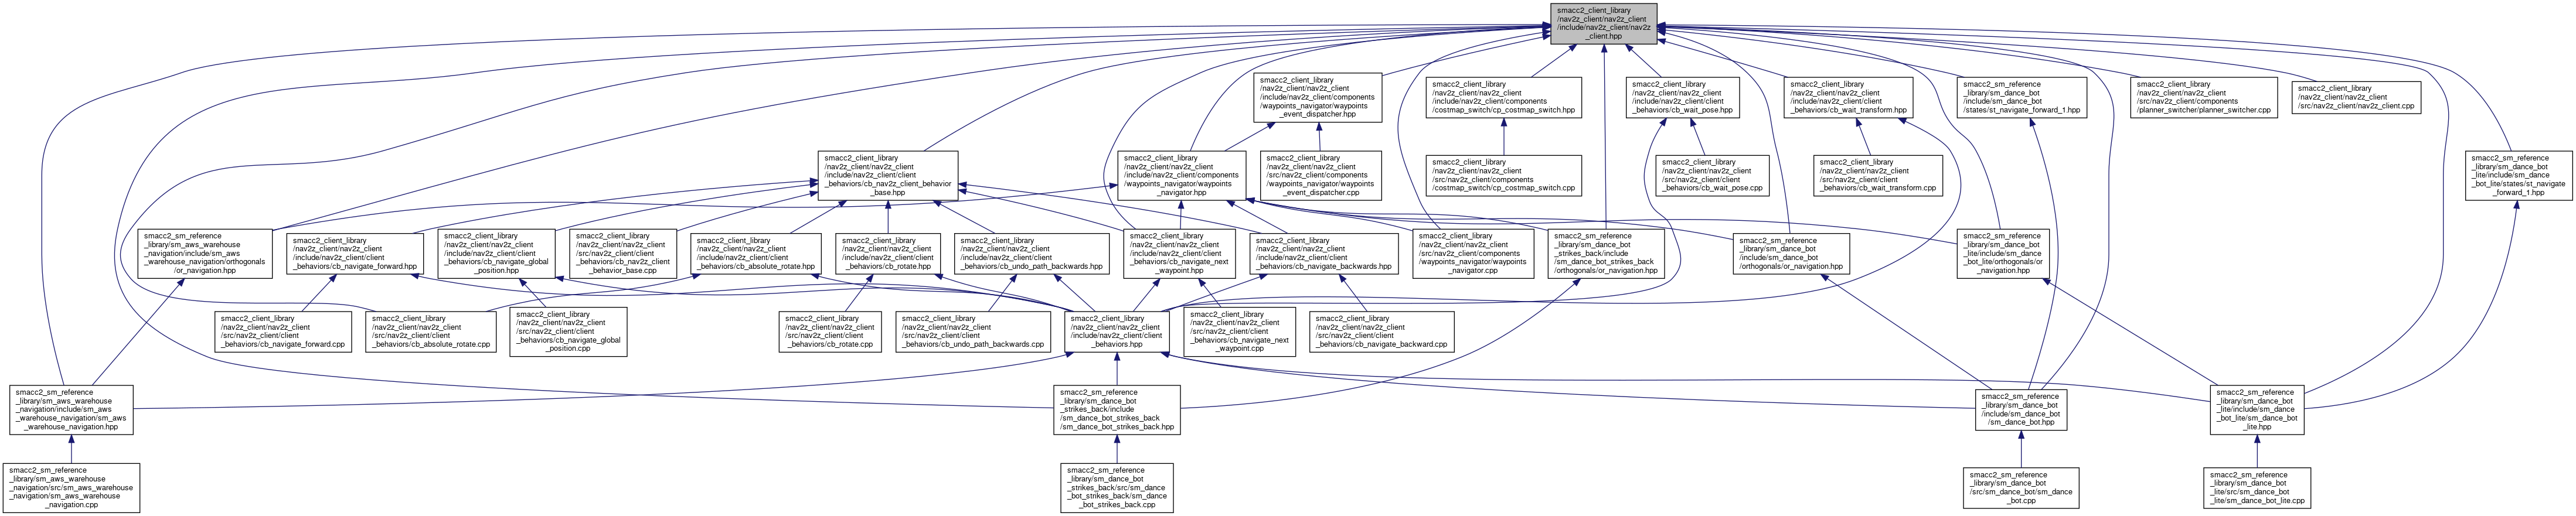 smacc2_client_library
/nav2z_client/nav2z_client
/include/nav2z_client/nav2z
_client.hpp
smacc2_client_library
/nav2z_client/nav2z_client
/include/nav2z_client/components
/waypoints_navigator/waypoints
_event_dispatcher.hpp
smacc2_client_library
/nav2z_client/nav2z_client
/include/nav2z_client/components
/costmap_switch/cp_costmap_switch.hpp
smacc2_client_library
/nav2z_client/nav2z_client
/include/nav2z_client/client
_behaviors/cb_wait_pose.hpp
smacc2_client_library
/nav2z_client/nav2z_client
/include/nav2z_client/client
_behaviors/cb_wait_transform.hpp
smacc2_sm_reference
_library/sm_dance_bot
/include/sm_dance_bot
/states/st_navigate_forward_1.hpp
smacc2_client_library
/nav2z_client/nav2z_client
/src/nav2z_client/components
/planner_switcher/planner_switcher.cpp
smacc2_client_library
/nav2z_client/nav2z_client
/src/nav2z_client/nav2z_client.cpp
smacc2_client_library
/nav2z_client/nav2z_client
/include/nav2z_client/client
_behaviors/cb_nav2z_client_behavior
_base.hpp
smacc2_client_library
/nav2z_client/nav2z_client
/include/nav2z_client/components
/waypoints_navigator/waypoints
_navigator.hpp
smacc2_client_library
/nav2z_client/nav2z_client
/src/nav2z_client/components
/waypoints_navigator/waypoints
_event_dispatcher.cpp
smacc2_client_library
/nav2z_client/nav2z_client
/src/nav2z_client/components
/costmap_switch/cp_costmap_switch.cpp
smacc2_client_library
/nav2z_client/nav2z_client
/src/nav2z_client/client
_behaviors/cb_wait_pose.cpp
smacc2_client_library
/nav2z_client/nav2z_client
/src/nav2z_client/client
_behaviors/cb_wait_transform.cpp
smacc2_sm_reference
_library/sm_dance_bot
_lite/include/sm_dance
_bot_lite/states/st_navigate
_forward_1.hpp
smacc2_sm_reference
_library/sm_aws_warehouse
_navigation/include/sm_aws
_warehouse_navigation/orthogonals
/or_navigation.hpp
smacc2_client_library
/nav2z_client/nav2z_client
/include/nav2z_client/client
_behaviors/cb_navigate_forward.hpp
smacc2_client_library
/nav2z_client/nav2z_client
/include/nav2z_client/client
_behaviors/cb_navigate_global
_position.hpp
smacc2_client_library
/nav2z_client/nav2z_client
/src/nav2z_client/client
_behaviors/cb_nav2z_client
_behavior_base.cpp
smacc2_client_library
/nav2z_client/nav2z_client
/include/nav2z_client/client
_behaviors/cb_absolute_rotate.hpp
smacc2_client_library
/nav2z_client/nav2z_client
/include/nav2z_client/client
_behaviors/cb_rotate.hpp
smacc2_client_library
/nav2z_client/nav2z_client
/include/nav2z_client/client
_behaviors/cb_undo_path_backwards.hpp
smacc2_client_library
/nav2z_client/nav2z_client
/include/nav2z_client/client
_behaviors/cb_navigate_next
_waypoint.hpp
smacc2_client_library
/nav2z_client/nav2z_client
/include/nav2z_client/client
_behaviors/cb_navigate_backwards.hpp
smacc2_client_library
/nav2z_client/nav2z_client
/src/nav2z_client/components
/waypoints_navigator/waypoints
_navigator.cpp
smacc2_sm_reference
_library/sm_dance_bot
_strikes_back/include
/sm_dance_bot_strikes_back
/orthogonals/or_navigation.hpp
smacc2_sm_reference
_library/sm_dance_bot
/include/sm_dance_bot
/orthogonals/or_navigation.hpp
smacc2_sm_reference
_library/sm_dance_bot
_lite/include/sm_dance
_bot_lite/orthogonals/or
_navigation.hpp
smacc2_client_library
/nav2z_client/nav2z_client
/src/nav2z_client/client
_behaviors/cb_navigate_forward.cpp
smacc2_client_library
/nav2z_client/nav2z_client
/src/nav2z_client/client
_behaviors/cb_absolute_rotate.cpp
smacc2_client_library
/nav2z_client/nav2z_client
/src/nav2z_client/client
_behaviors/cb_navigate_global
_position.cpp
smacc2_client_library
/nav2z_client/nav2z_client
/src/nav2z_client/client
_behaviors/cb_rotate.cpp
smacc2_client_library
/nav2z_client/nav2z_client
/src/nav2z_client/client
_behaviors/cb_undo_path_backwards.cpp
smacc2_client_library
/nav2z_client/nav2z_client
/include/nav2z_client/client
_behaviors.hpp
smacc2_client_library
/nav2z_client/nav2z_client
/src/nav2z_client/client
_behaviors/cb_navigate_next
_waypoint.cpp
smacc2_client_library
/nav2z_client/nav2z_client
/src/nav2z_client/client
_behaviors/cb_navigate_backward.cpp
smacc2_sm_reference
_library/sm_aws_warehouse
_navigation/include/sm_aws
_warehouse_navigation/sm_aws
_warehouse_navigation.hpp
smacc2_sm_reference
_library/sm_dance_bot
_strikes_back/include
/sm_dance_bot_strikes_back
/sm_dance_bot_strikes_back.hpp
smacc2_sm_reference
_library/sm_dance_bot
/include/sm_dance_bot
/sm_dance_bot.hpp
smacc2_sm_reference
_library/sm_dance_bot
_lite/include/sm_dance
_bot_lite/sm_dance_bot
_lite.hpp
smacc2_sm_reference
_library/sm_aws_warehouse
_navigation/src/sm_warehouse
_navigation/sm_aws_warehouse
_navigation.cpp
smacc2_sm_reference
_library/sm_dance_bot
_strikes_back/src/sm_dance
_bot_strikes_back/sm_dance
_bot_strikes_back.cpp
smacc2_sm_reference
_library/sm_dance_bot
/src/sm_dance_bot/sm_dance
_bot.cpp
smacc2_sm_reference
_library/sm_dance_bot
_lite/src/sm_dance_bot
_lite/sm_dance_bot_lite.cpp